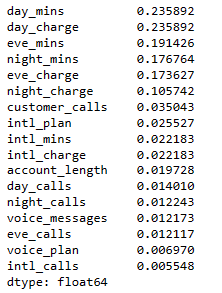 day_mins 0.235892
day_charge 0.235892
eve_mins 0.191426
night_mins 0.176764
eve_charge 0.173627
night_charge 0.105742
customer_calls 0.035043
intl_plan 0.025527
intl_mins 0.022183
intl_charge 0.022183
account_length 0.019728
day_calls 0.014010
night_calls 0.012243
voice_messages 0.012173
eve_calls 0.012117
voice_plan 0.006970
intl_calls 0.005548
dtype: float64